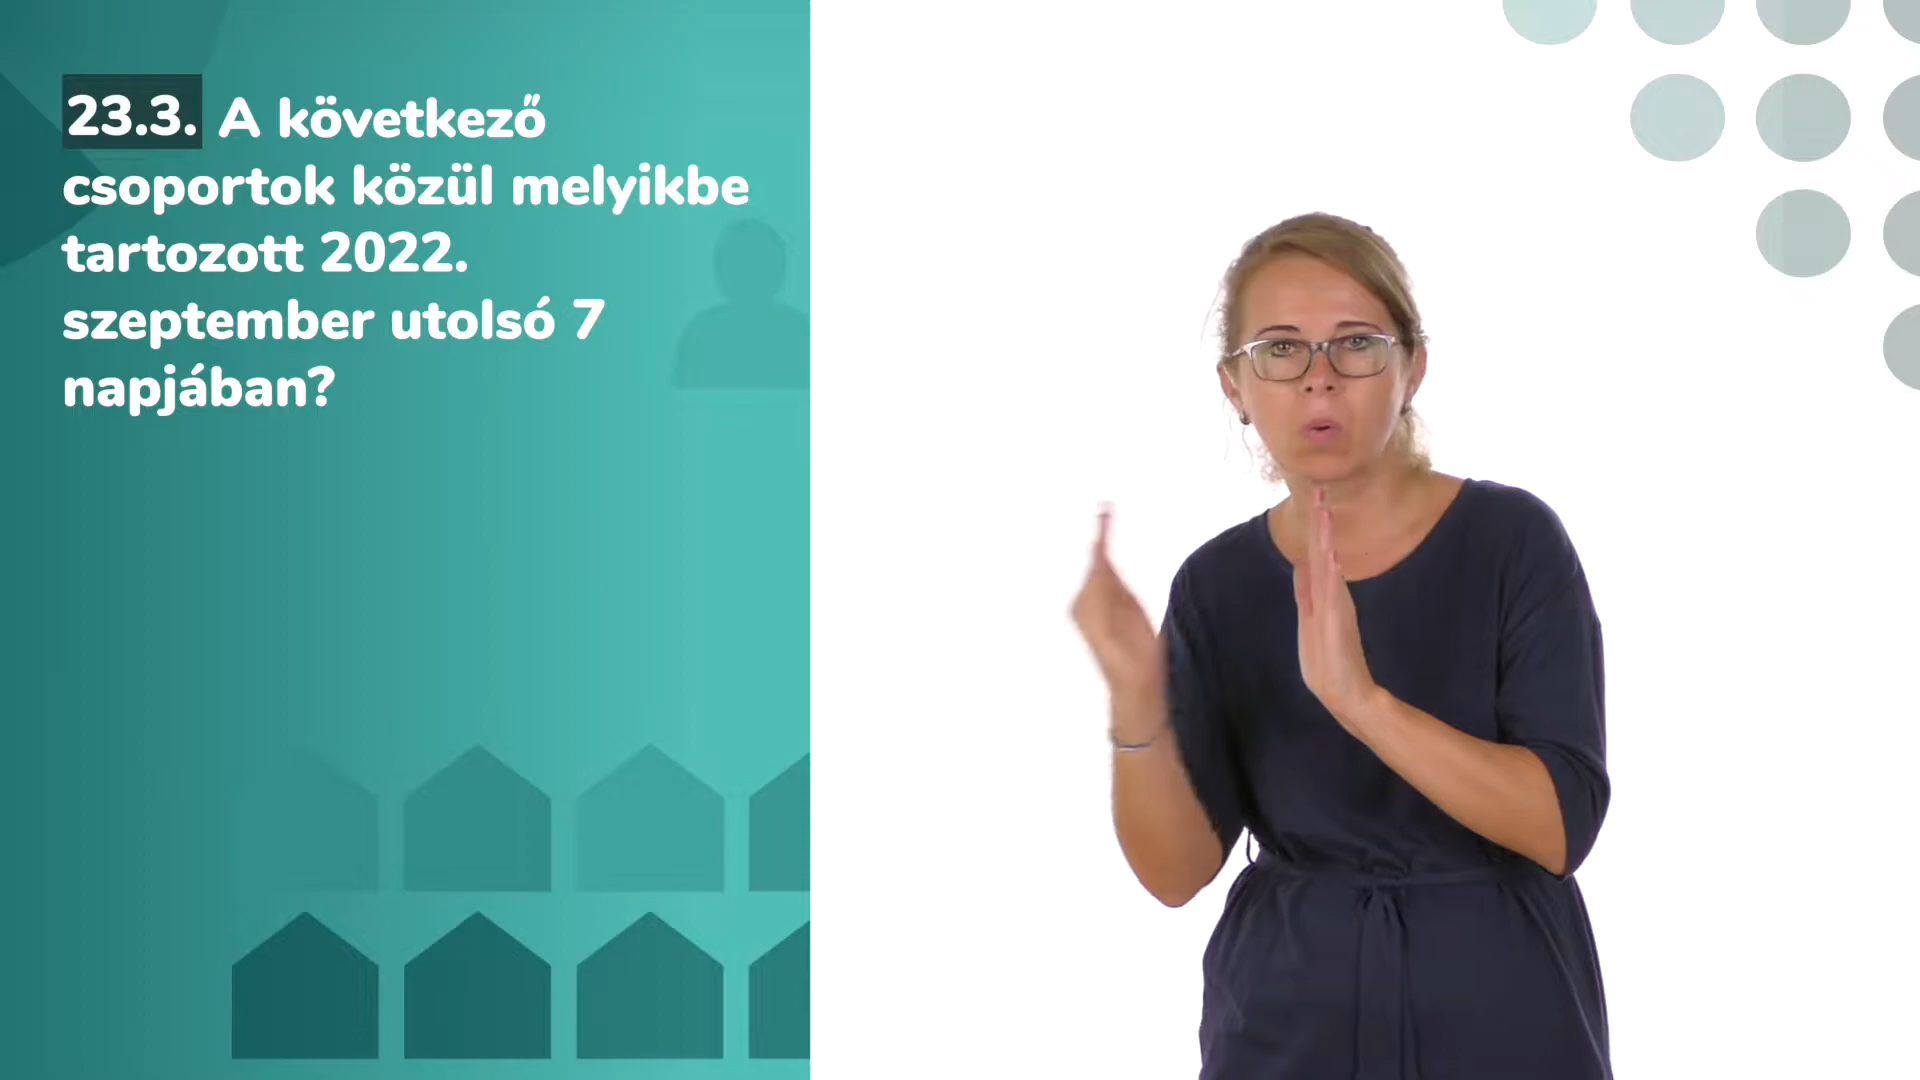 23.3. A következő
csoportok közül melyikbe
tartozott 2022.
szeptember utolsó 7
napjában?